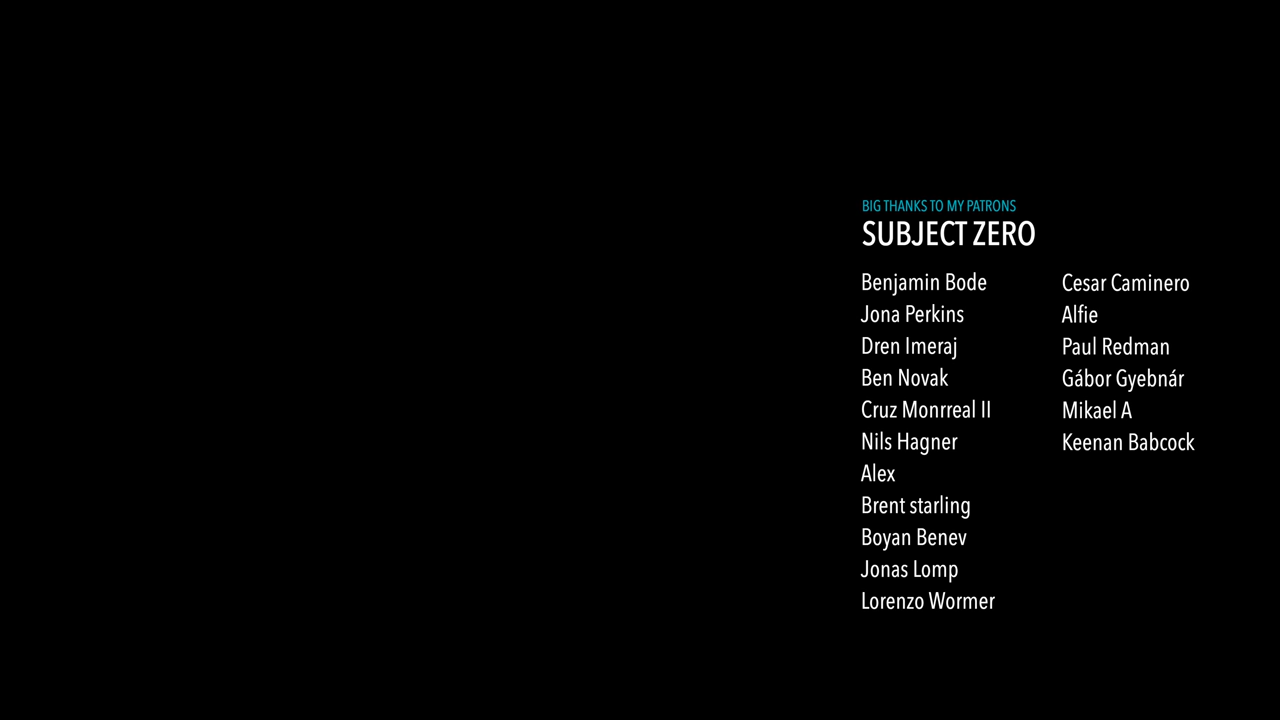 BIG THANKS TO MY PATRONS
SUBJECT ZERO
Benjamin Bode
Jona Perkins
Dren Imeraj
Ben Novak
Cruz Monrreal II
Nils Hagner
Alex
Brent starling
Boyan Benev
Jonas Lomp
Lorenzo Wormer
Cesar Caminero
Alfie
Paul Redman
Gábor Gyebnár
Mikael A
Keenan Babcock